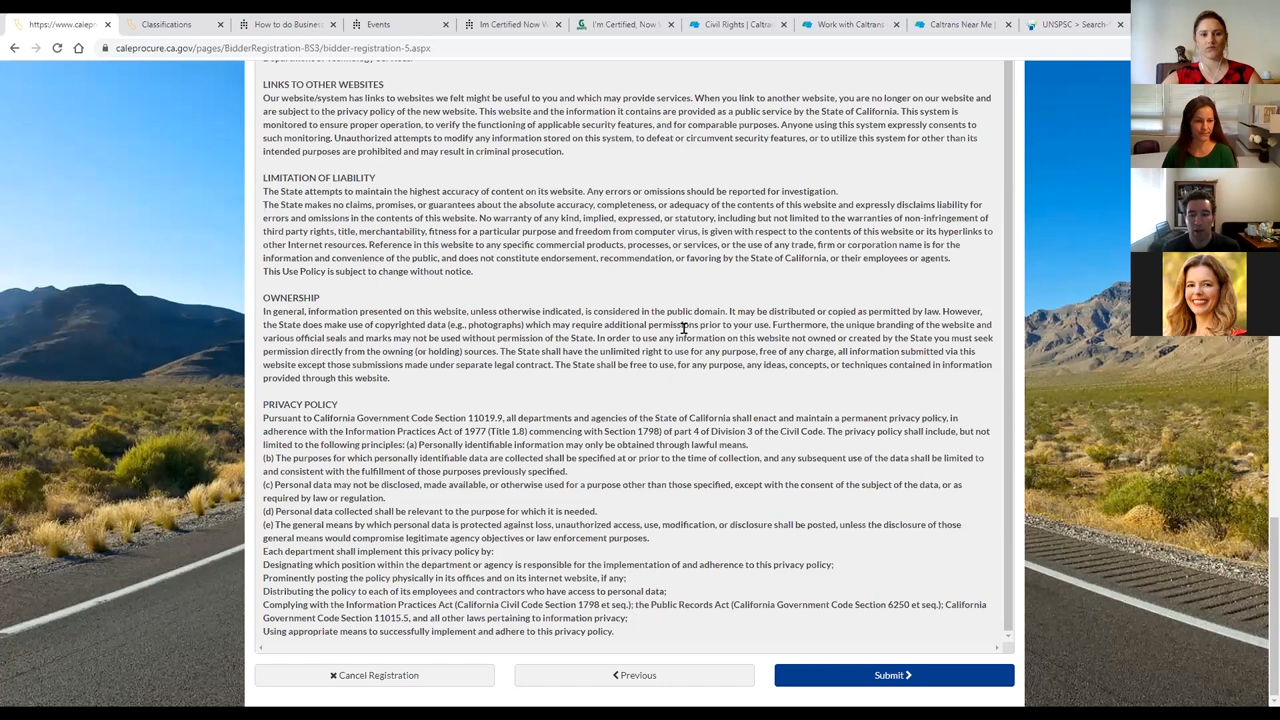 https://www.caleproc
Classifications
How to do Busines
Events
Im Certified Now W
I'm Certified, Now
Civil Rights | Caltra
Work with Caltrans
Caltrans Near Me |
UNSPSC > Search-
caleprocure.ca.gov/pages/BidderRegistration-BS3/bidder-registration-5.aspx
LINKS TO OTHER WEBSITES
Our website/system has links to websites we felt might be useful to you and which may provide services. When you link to another website, you are no longer on our website and
are subject to the privacy policy of the new website. This website and the information it contains are provided as a public service by the State of California. This system is
monitored to ensure proper operation, to verify the functioning of applicable security features, and for comparable purposes. Anyone using this system expressly consents to
such monitoring. Unauthorized attempts to modify any information stored on this system, to defeat or circumvent security features, or to utilize this system for other than its
intended purposes are prohibited and may result in criminal prosecution.
LIMITATION OF LIABILITY
The State attempts to maintain the highest accuracy of content on its website. Any errors or omissions should be reported for investigation.
The State makes no claims, promises, or guarantees about the absolute accuracy, completeness, or adequacy of the contents of this website and expressly disclaims liability for
errors and omissions in the contents of this website. No warranty of any kind, implied, expressed, or statutory, including but not limited to the warranties of non-infringement of
third party rights, title, merchantability, fitness for a particular purpose and freedom from computer virus, is given with respect to the contents of this website or its hyperlinks to
other Internet resources. Reference in this website to any specific commercial products, processes, or services, or the use of any trade, firm or corporation name is for the
information and convenience of the public, and does not constitute endorsement, recommendation, or favoring by the State of California, or their employees or agents.
This Use Policy is subject to change without notice.
OWNERSHIP
In general, information presented on this website, unless otherwise indicated, is considered in the public domain. It may be distributed or copied as permitted by law. However,
the State does make use of copyrighted data (e.g., photographs) which may require additional permissions prior to your use. Furthermore, the unique branding of the website and
various official seals and marks may not be used without permission of the State. In order to use any information on this website not owned or created by the State you must seek
permission directly from the owning (or holding) sources. The State shall have the unlimited right to use for any purpose, free of any charge, all information submitted via this
website except those submissions made under separate legal contract. The State shall be free to use, for any purpose, any ideas, concepts, or techniques contained in information
provided through this website.
PRIVACY POLICY
Pursuant to California Government Code Section 11019.9, all departments and agencies of the State of California shall enact and maintain a permanent privacy policy, in
adherence with the Information Practices Act of 1977 (Title 1.8) commencing with Section 1798) of part 4 of Division 3 of the Civil Code. The privacy policy shall include, but not
limited to the following principles: (a) Personally identifiable information may only be obtained through lawful means.
(b) The purposes for which personally identifiable data are collected shall be specified at or prior to the time of collection, and any subsequent use of the data shall be limited to
and consistent with the fulfillment of those purposes previously specified.
(c) Personal data may not be disclosed, made available, or otherwise used for a purpose other than those specified, except with the consent of the subject of the data, or as
required by law or regulation.
(d) Personal data collected shall be relevant to the purpose for which it is needed.
(e) The general means by which personal data is protected against loss, unauthorized access, use, modification, or disclosure shall be posted, unless the disclosure of those
general means would compromise legitimate agency objectives or law enforcement purposes.
Each department shall implement this privacy policy by:
Designating which position within the department or agency is responsible for the implementation of and adherence to this privacy policy;
Prominently posting the policy physically in its offices and on its internet website, if any;
Distributing the policy to each of its employees and contractors who have access to personal data;
Complying with the Information Practices Act (California Civil Code Section 1798 et seq.); the Public Records Act (California Government Code Section 6250 et seq.); California
Government Code Section 11015.5, and all other laws pertaining to information privacy;
Using appropriate means to successfully implement and adhere to this privacy policy.
Cancel Registration
Previous
Submit